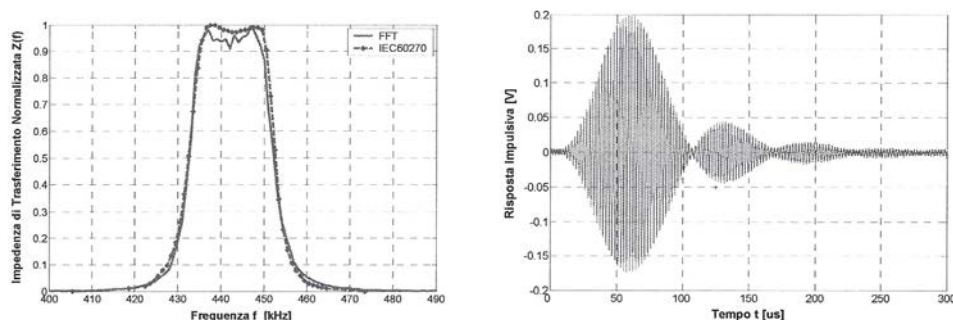 Impedenza di Trasferimento Normalizzata Z(f)
1
0.9
0.8
0.7
0.6
0.5
0.4
0.3
0.2
0.1
0
FFT
IEC60270
400 410 420 430 440 450 460 470 480 490
Frequenza f [kHz]
Risposta Impulsiva [V]
0.2
0.15
0.1
0.05
0
-0.05
-0.1
-0.15
-0.2
0 50 100 150 200 250 300
Tempo t [us]